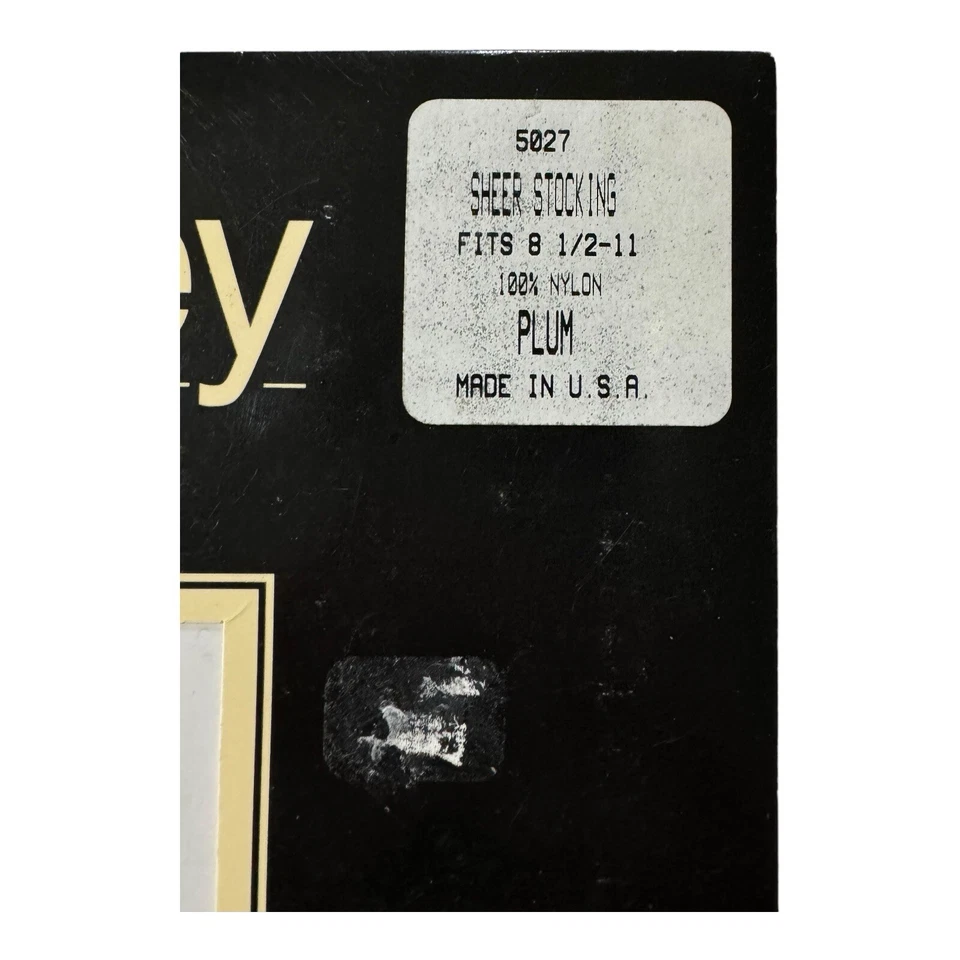 ey
5027
SHEER STOCKING
FITS 8 1/2-11
100% NYLON
PLUM
MADE IN U.S.A.